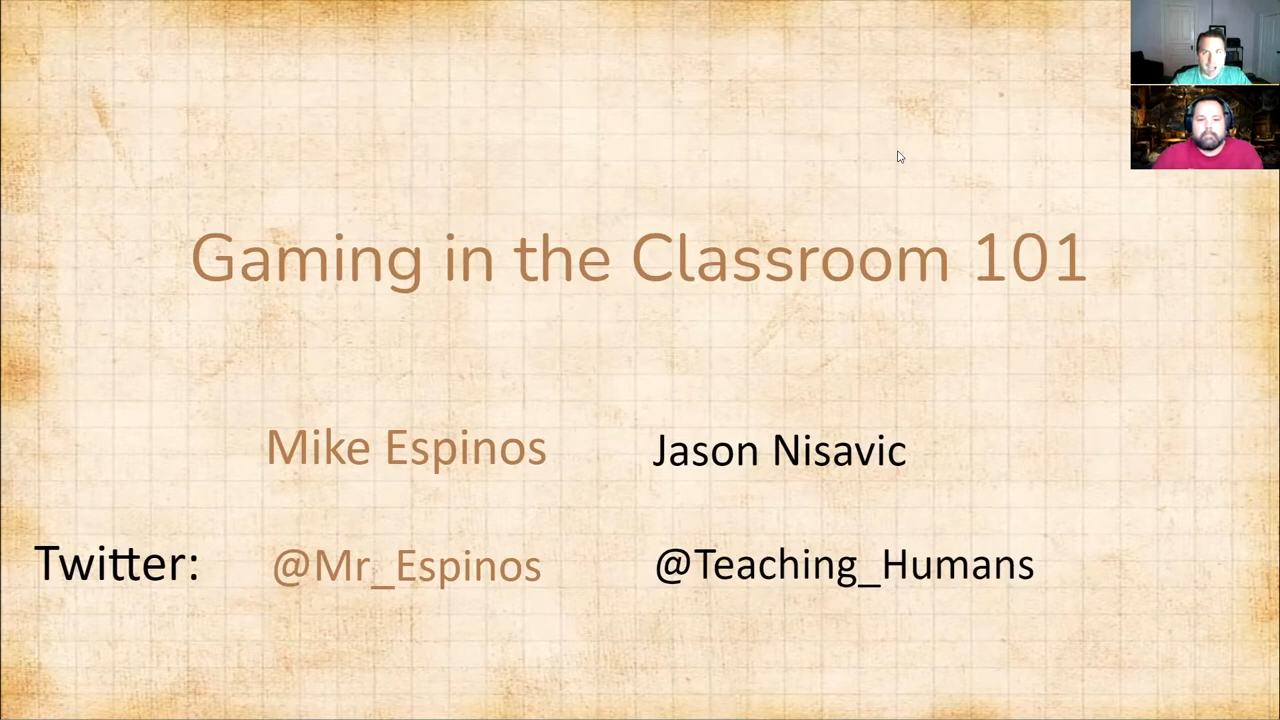 Gaming in the Classroom 101
Mike Espinos Jason Nisavic
Twitter: @Mr_Espinos @Teaching_Humans